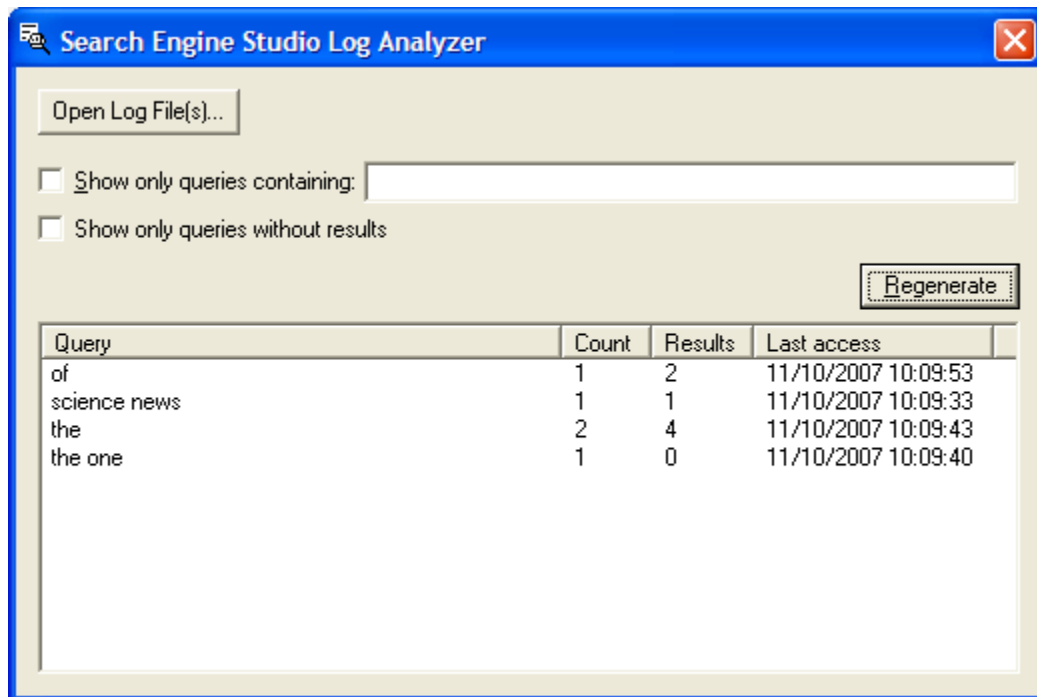 Search Engine Studio Log Analyzer
Open Log File(s)...
Show only queries containing:
Show only queries without results
Regenerate
Query Count Results Last access
of 1 2 11/10/2007 10:09:53
science news 1 1 11/10/2007 10:09:33
the 2 4 11/10/2007 10:09:43
the one 1 0 11/10/2007 10:09:40